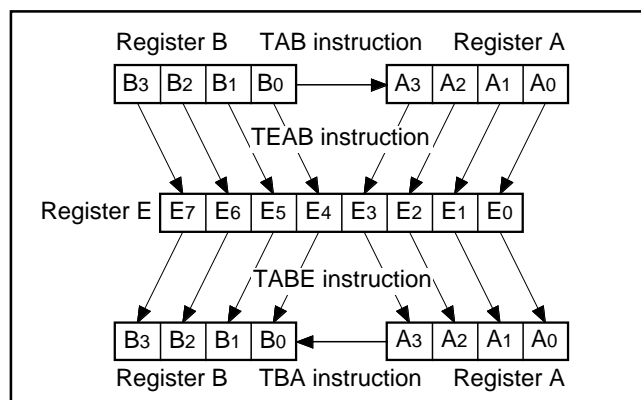 Register B TAB instruction Register A
B3 B2 B1 B0 A3 A2 A1 A0
TEAB instruction
Register E E7 E6 E5 E4 E3 E2 E1 E0
TABE instruction
B3 B2 B1 B0 A3 A2 A1 A0
Register B TBA instruction Register A